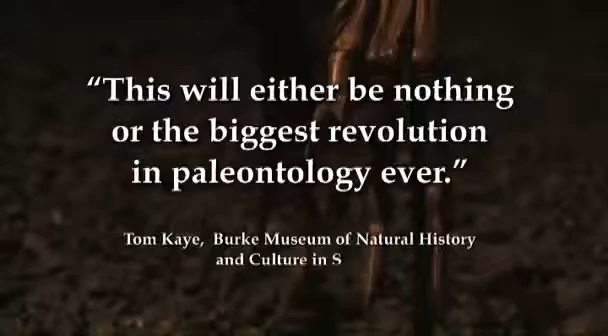 “This will either be nothing
or the biggest revolution
in paleontology ever.”
Tom Kaye, Burke Museum of Natural History
and Culture in S